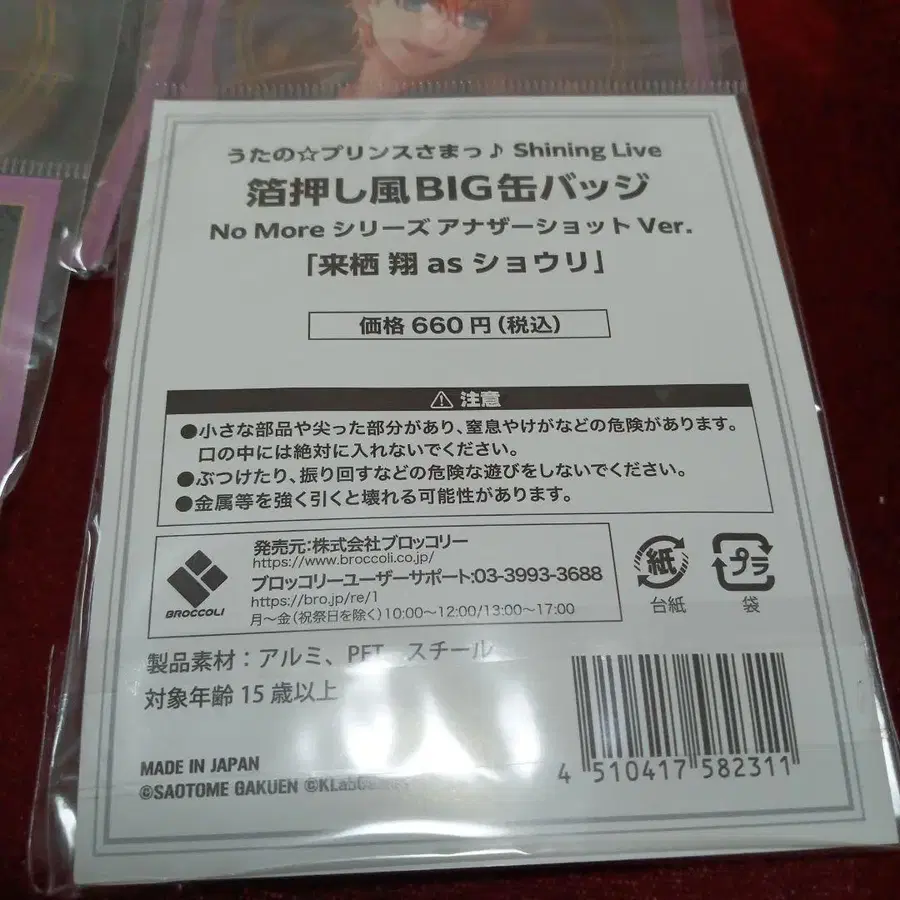 うたの☆プリンスさまっ♪ Shining Live
箔押し風BIG缶バッジ
No More シリーズ アナザーショット Ver.
「来栖 翔 as ショウリ」
価格 660円(税込)
⚠ 注意
●小さな部品や尖った部分があり、窒息やけがなどの危険があります。
口の中には絶対に入れないでください。
●ぶつけたり、振り回すなどの危険な遊びをしないでください。
●金属等を強く引くと壊れる可能性があります。
BROCCOLI
発売元:株式会社ブロッコリー
https://www.broccoli.co.jp/
ブロッコリーユーザーサポート:03-3993-3688
https://bro.jp/re/1
月～金(祝祭日を除く)10:00～12:00/13:00～17:00
紙
台紙
プラ
袋
製品素材：アルミ、PET、スチール
対象年齢 15歳以上
MADE IN JAPAN
©SAOTOME GAKUEN ©KLabGames
4 510417 582311